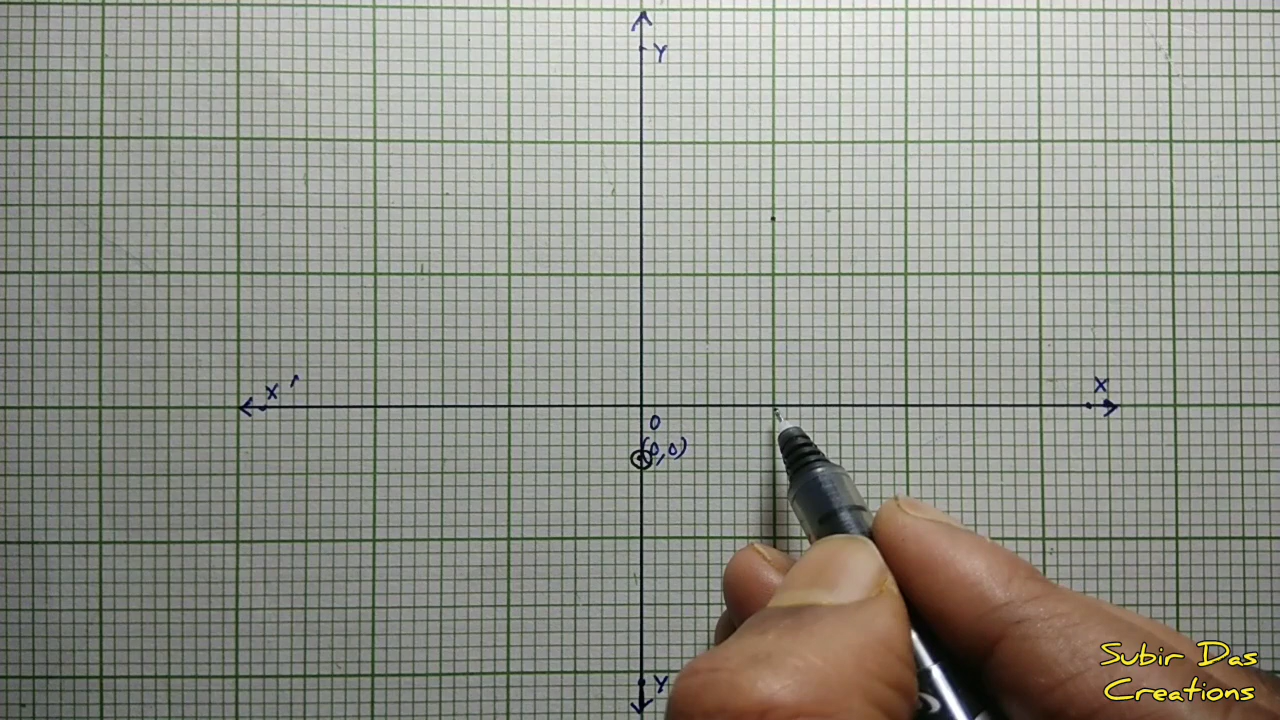 Y
X'
X
O
(0,0)
Y
Subir Das
Creations